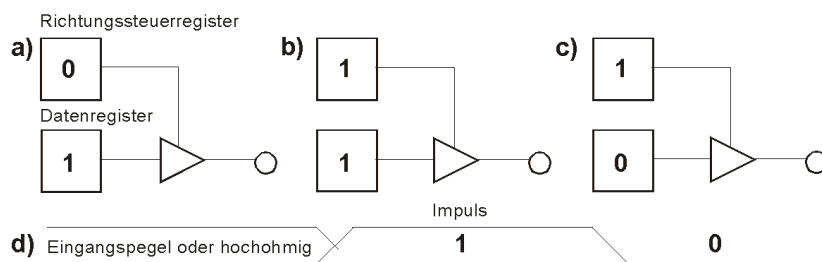 Richtungssteuerregister
a) 0 b) 1 c) 1
Datenregister
1 1 0
Impuls
d) Eingangspegel oder hochohmig 1 0